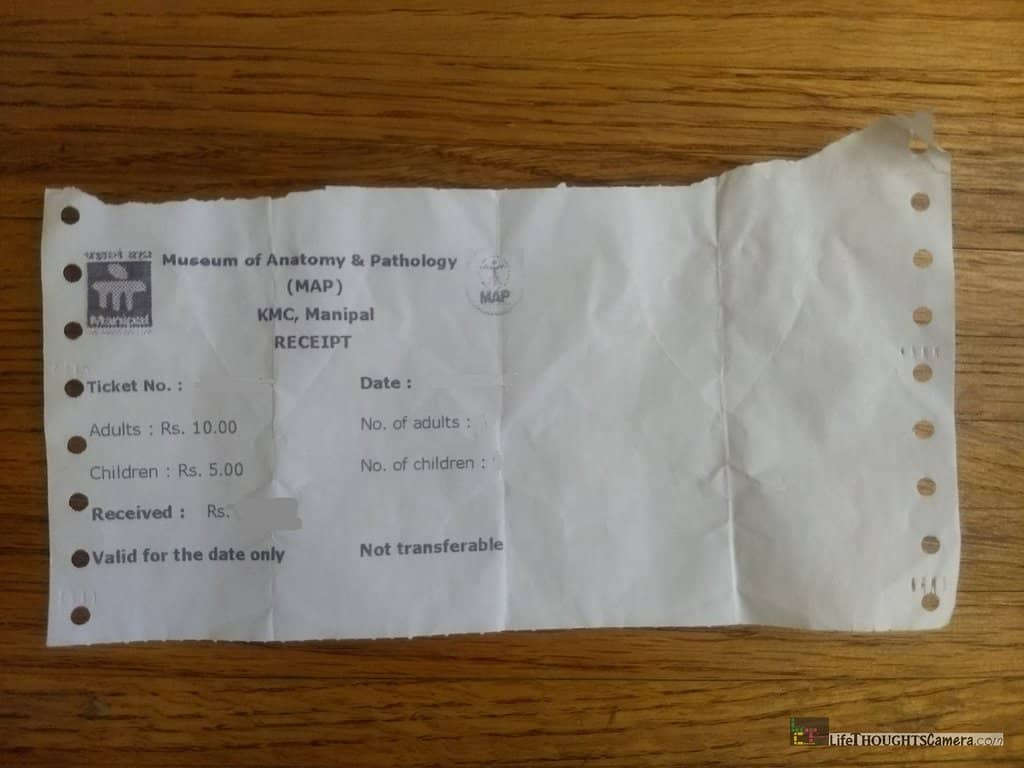 Museum of Anatomy & Pathology
(MAP)
KMC, Manipal
RECEIPT
Manipal
MAP
Ticket No. : Date :
Adults : Rs. 10.00 No. of adults :
Children : Rs. 5.00 No. of children :
Received : Rs.
Valid for the date only Not transferable
LifeTHOUGHTSCamera.com